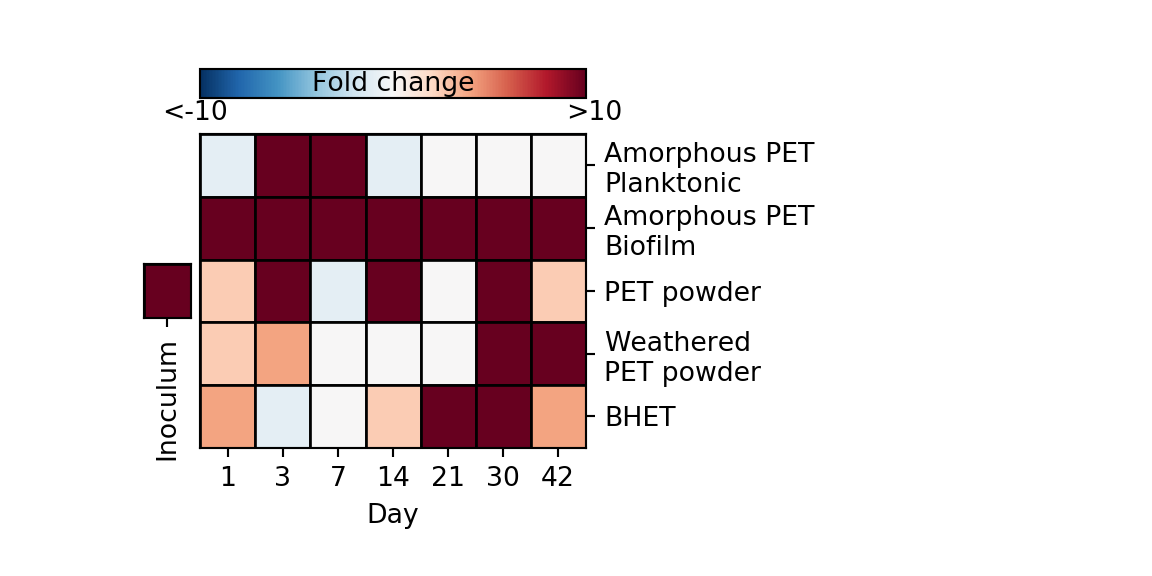 Fold change
<-10
>10
Amorphous PET
Planktonic
Amorphous PET
Biofilm
PET powder
Weathered
PET powder
BHET
Inoculum
1 3 7 14 21 30 42
Day